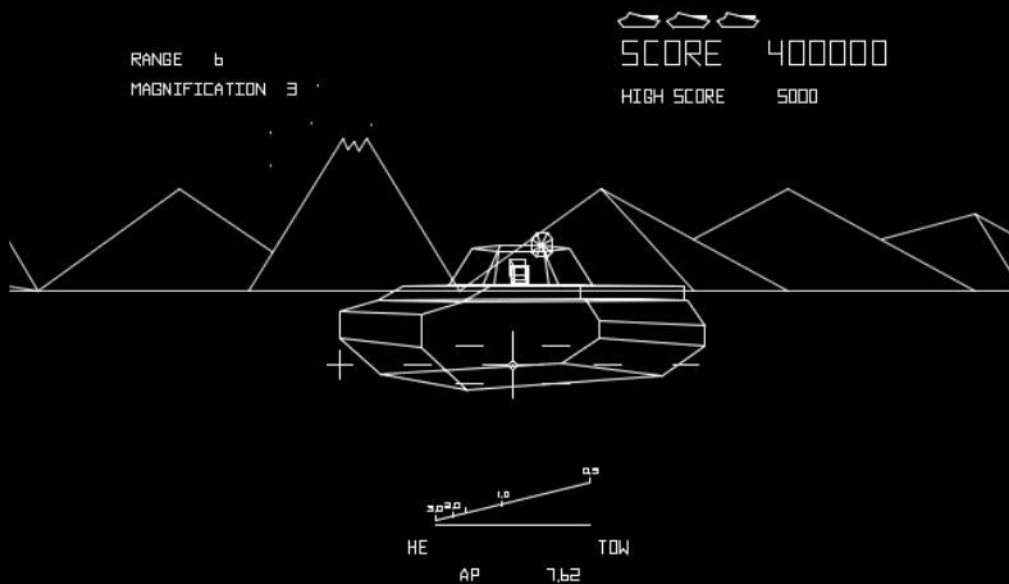 RANGE 6
MAGNIFICATION 3
SCORE 400000
HIGH SCORE 5000
0.5
1.0
3.0 2.0
HE TOW
AP 7.62